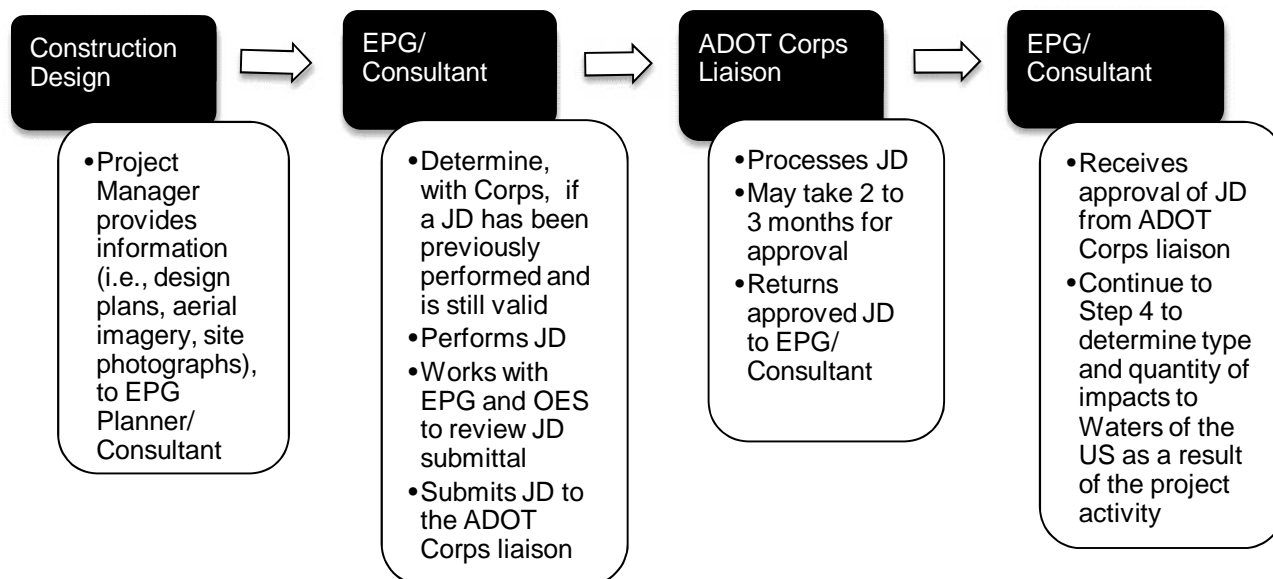 Construction
Design
•Project
Manager
provides
information
(i.e., design
plans, aerial
imagery, site
photographs),
to EPG
Planner/
Consultant
EPG/
Consultant
•Determine,
with Corps,  if
a JD has been
previously
performed and
is still valid
•Performs JD
•Works with
EPG and OES
to review JD
submittal
•Submits JD to
the ADOT
Corps liaison
ADOT Corps
Liaison
•Processes JD
•May take 2 to
3 months for
approval
•Returns
approved JD
to EPG/
Consultant
EPG/
Consultant
•Receives
approval of JD
from ADOT
Corps liaison
•Continue to
Step 4 to
determine type
and quantity of
impacts to
Waters of the
US as a result
of the project
activity